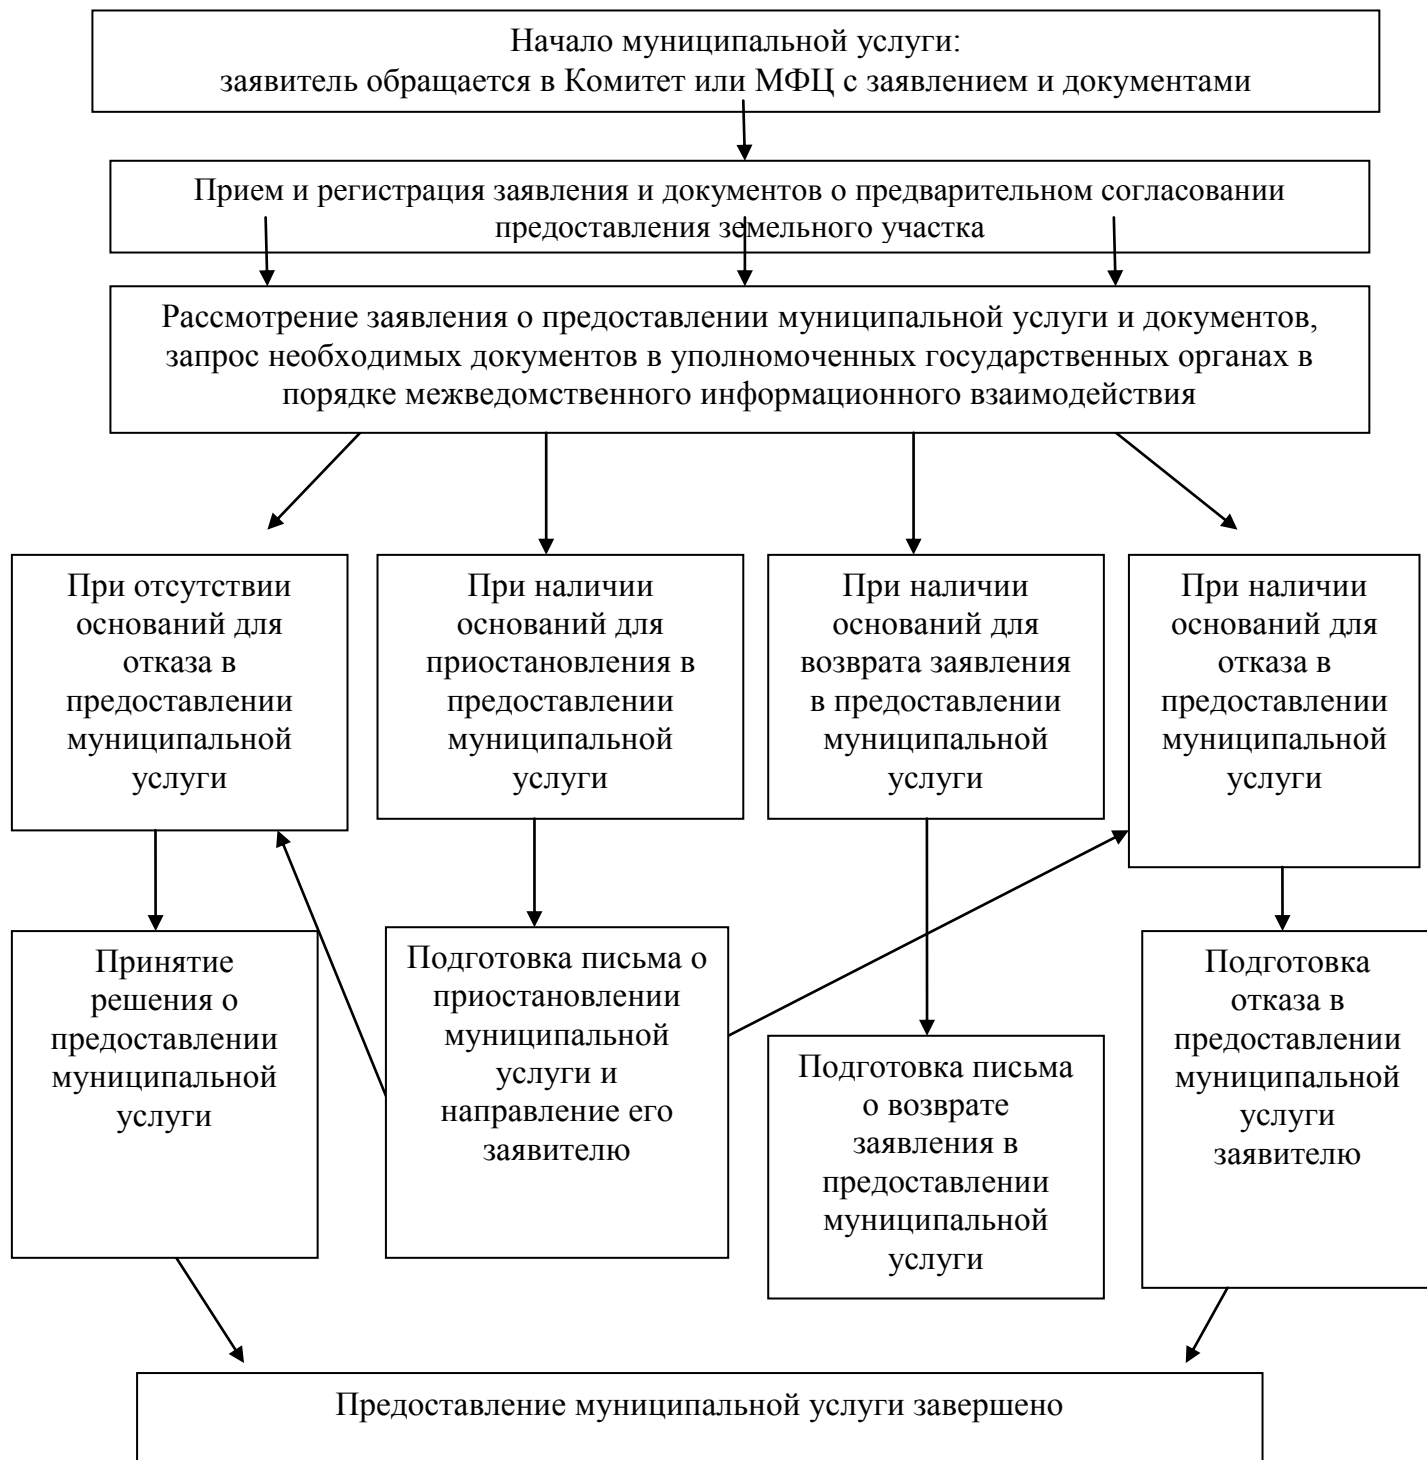 Начало муниципальной услуги:
заявитель обращается в Комитет или МФЦ с заявлением и документами
Прием и регистрация заявления и документов о предварительном согласовании
предоставления земельного участка
Рассмотрение заявления о предоставлении муниципальной услуги и документов,
запрос необходимых документов в уполномоченных государственных органах в
порядке межведомственного информационного взаимодействия
При отсутствии
оснований для
отказа в
предоставлении
муниципальной
услуги
При наличии
оснований для
приостановления в
предоставлении
муниципальной
услуги
При наличии
оснований для
возврата заявления
в предоставлении
муниципальной
услуги
При наличии
оснований для
отказа в
предоставлении
муниципальной
услуги
Принятие
решения о
предоставлении
муниципальной
услуги
Подготовка письма о
приостановлении
муниципальной
услуги и
направление его
заявителю
Подготовка письма
о возврате
заявления в
предоставлении
муниципальной
услуги
Подготовка
отказа в
предоставлении
муниципальной
услуги
заявителю
Предоставление муниципальной услуги завершено